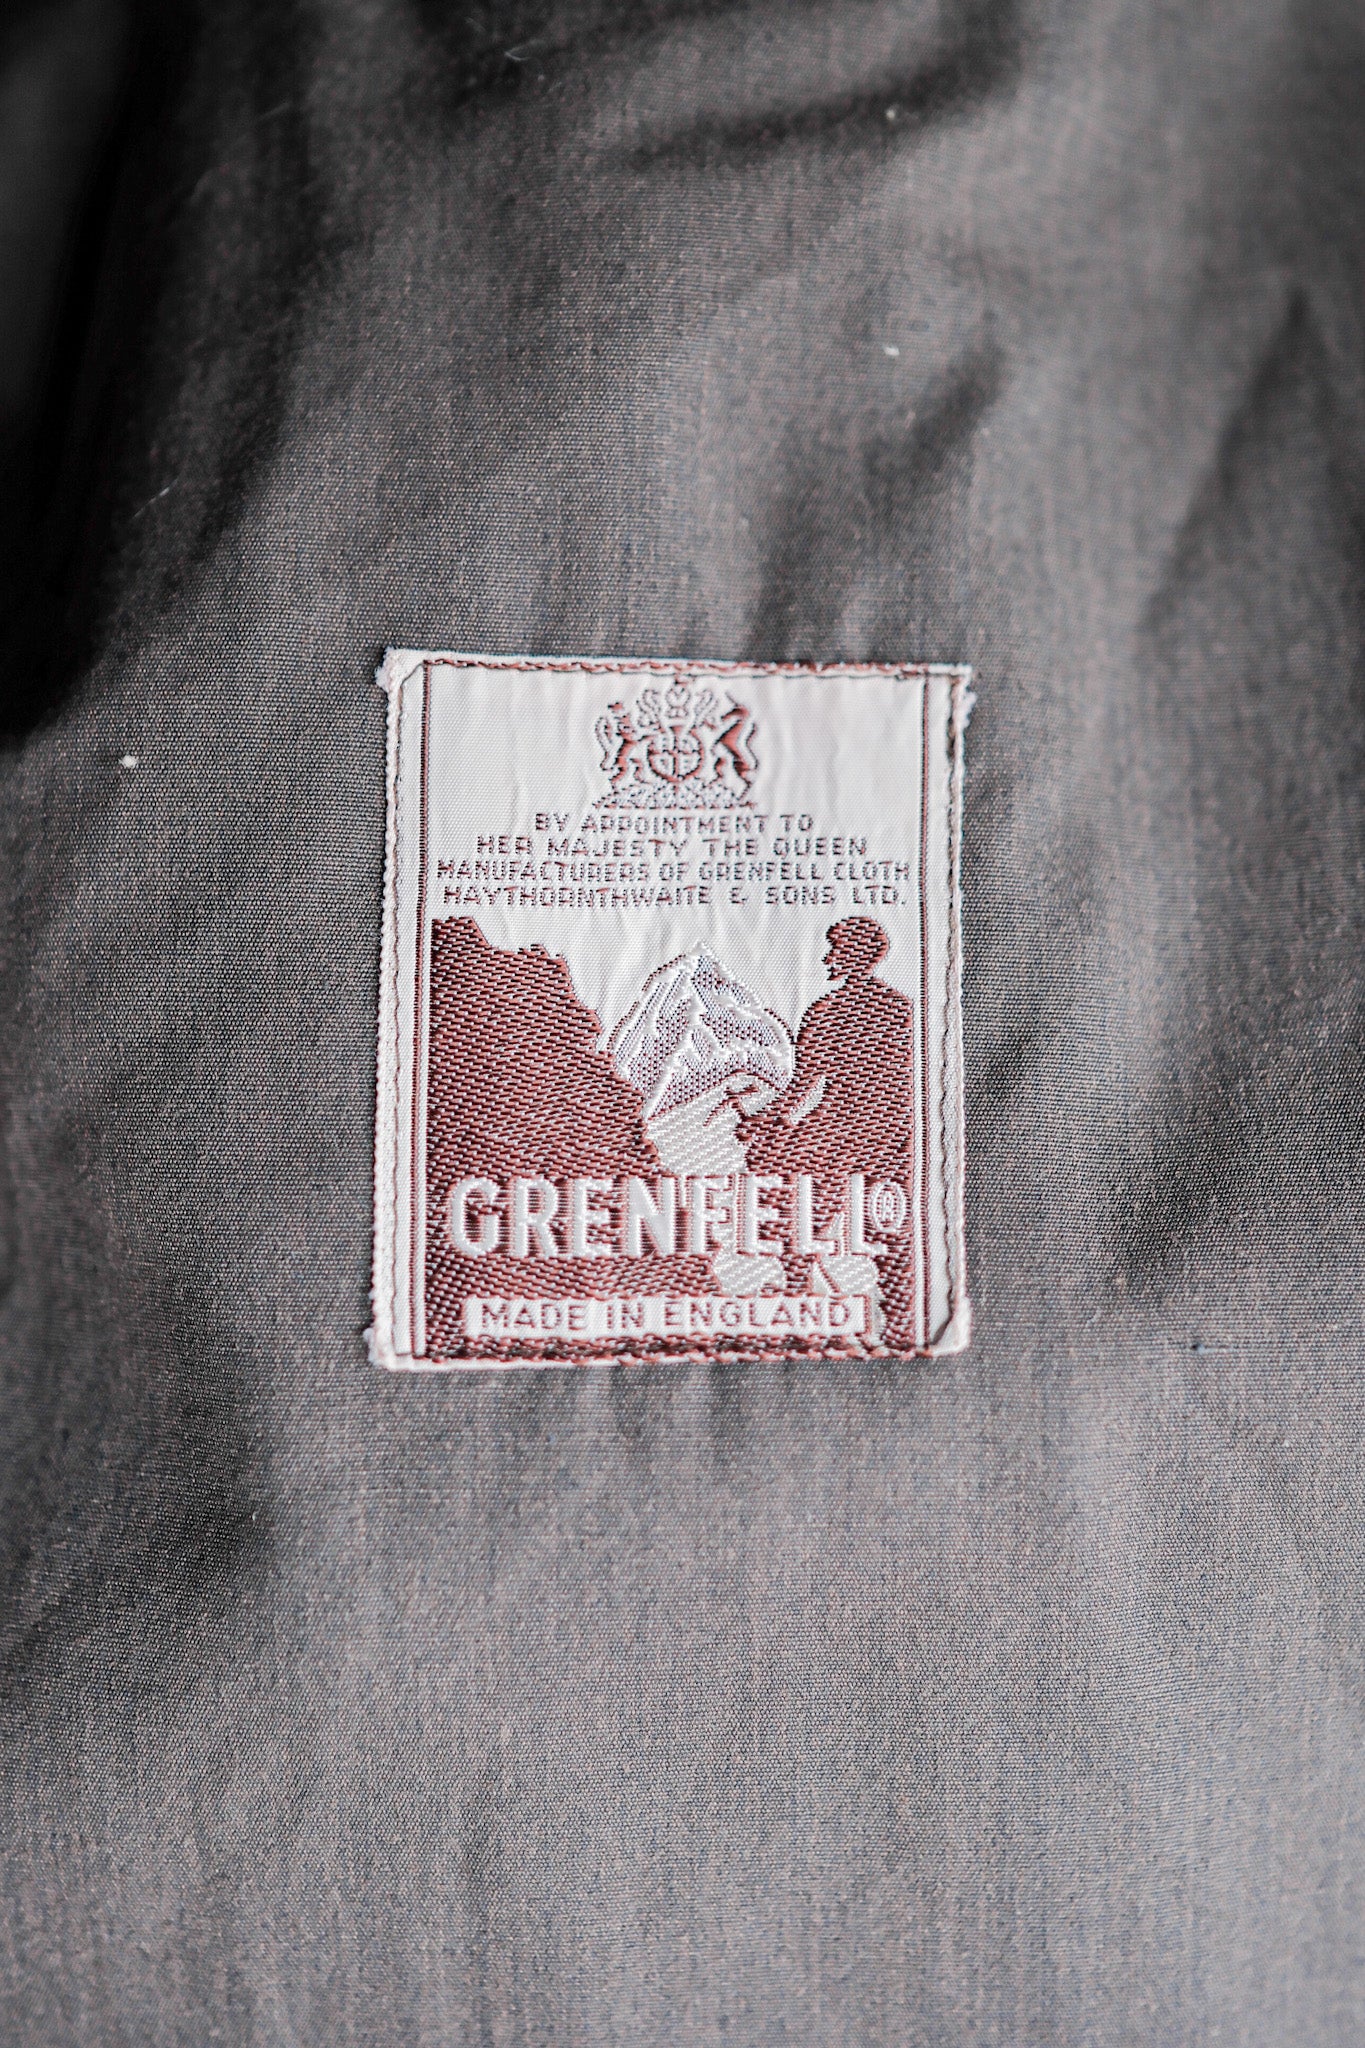 BY APPOINTMENT TO
HER MAJESTY THE QUEEN
MANUFACTURERS OF GRENFELL CLOTH
HAYTHORNTHWAITE & SONS LTD.
GRENFELL®
MADE IN ENGLAND